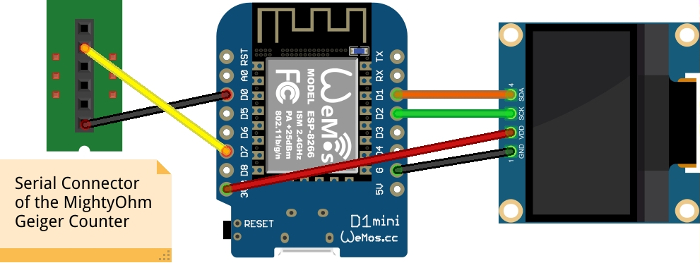 Serial Connector
of the MightyOhm
Geiger Counter
RST
A0
D0
D5
D6
D7
D8
3V3
TX
RX
D1
D2
D3
D4
G
5V
WeMos
MODEL ESP-8266
FC
ISM 2.4GHz
PA +25dBm
802.11b/g/n
RESET
D1 mini
WeMos.cc
4
SDA
SCK
VDD
GND
1